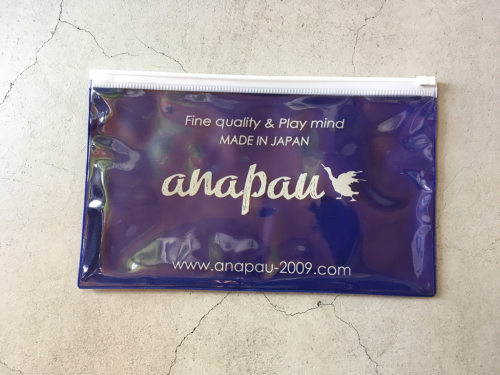 Fine quality & Play mind
MADE IN JAPAN
anapau
www.anapau-2009.com